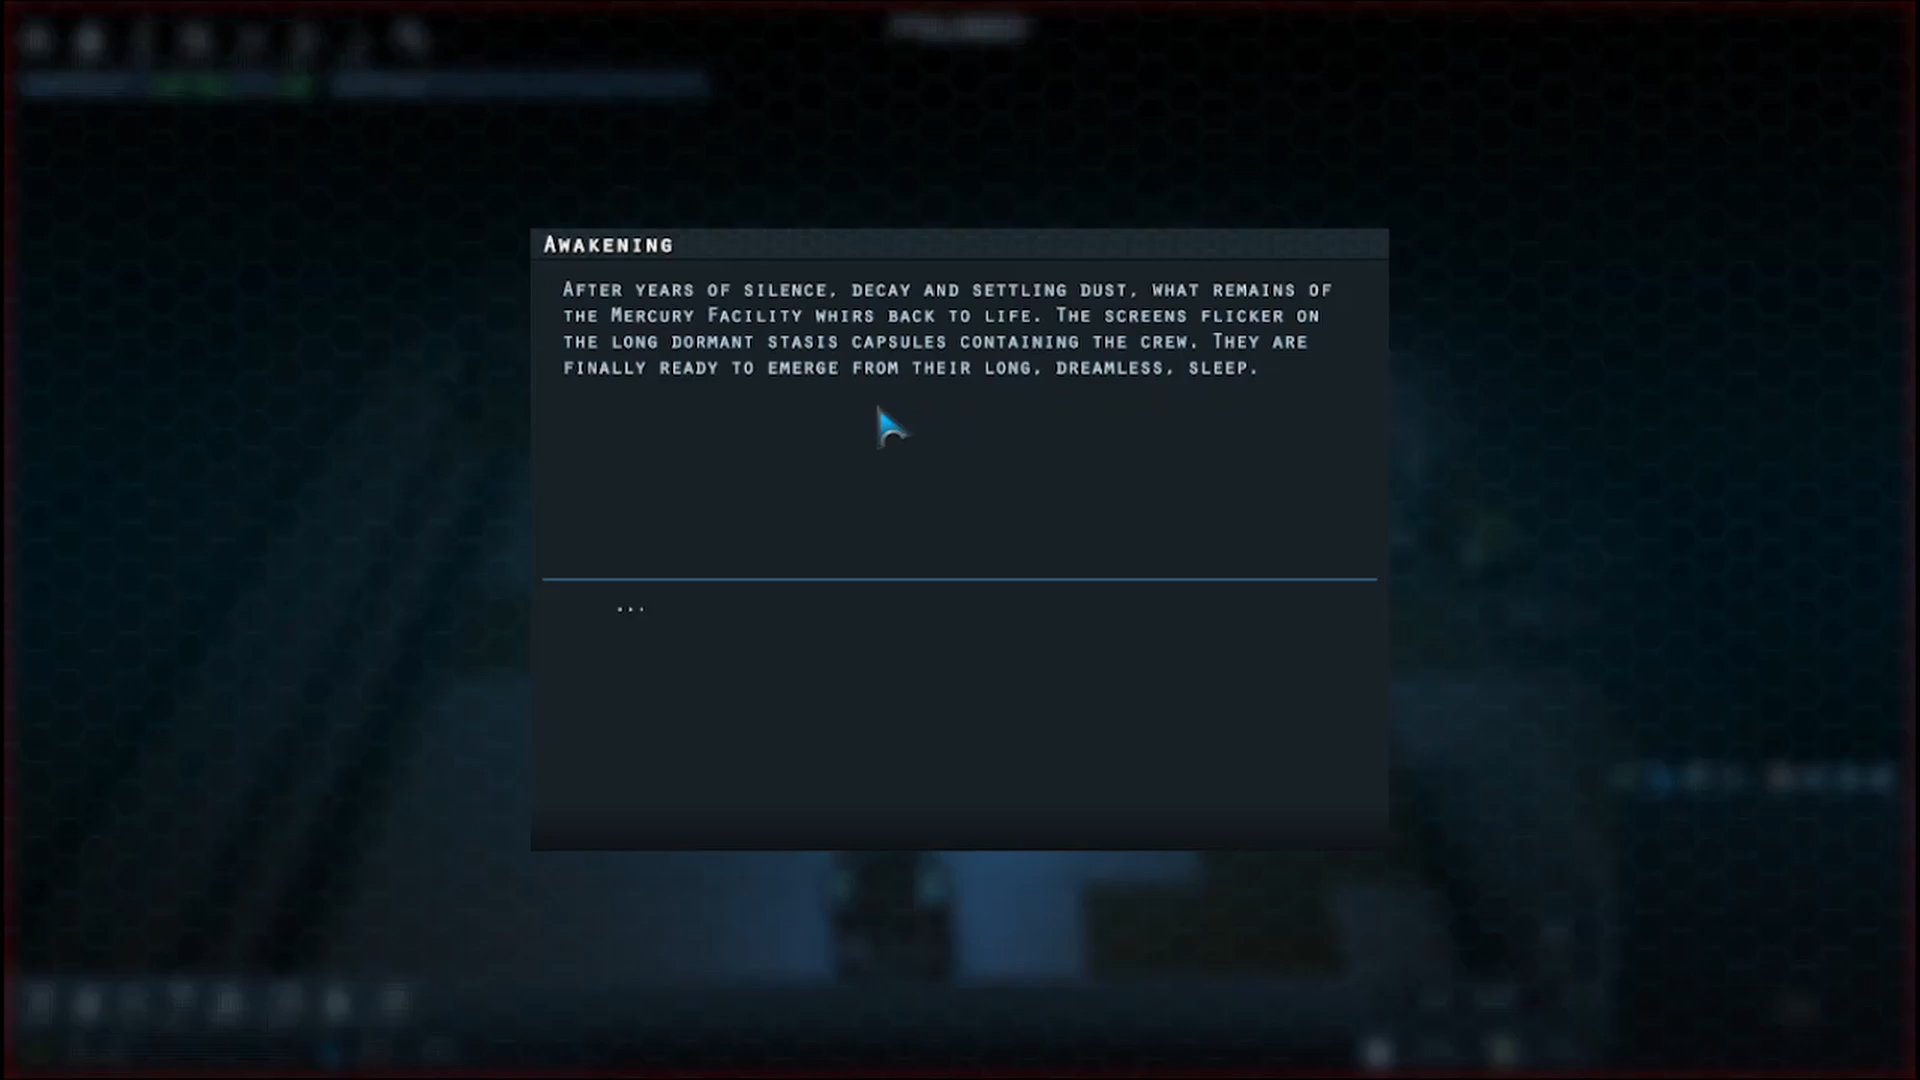 Awakening
After years of silence, decay and settling dust, what remains of
the Mercury Facility whirs back to life. The screens flicker on
the long dormant stasis capsules containing the crew. They are
finally ready to emerge from their long, dreamless, sleep.
...